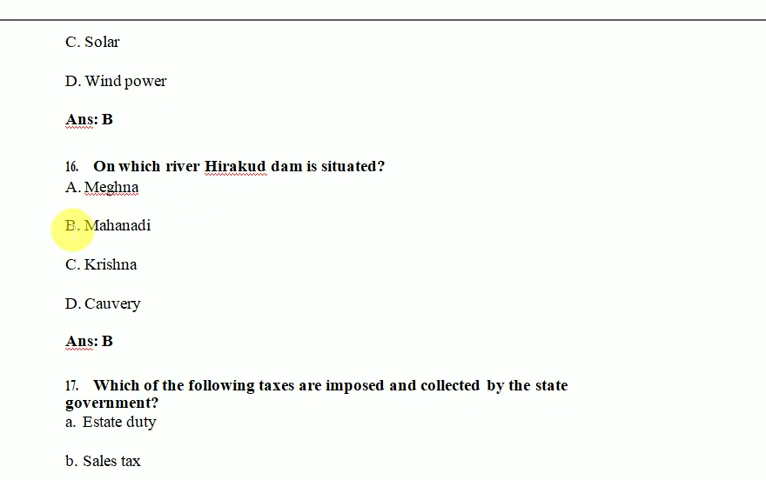 C. Solar
D. Wind power
Ans: B
16. On which river Hirakud dam is situated?
A. Meghna
B. Mahanadi
C. Krishna
D. Cauvery
Ans: B
17. Which of the following taxes are imposed and collected by the state
government?
a. Estate duty
b. Sales tax